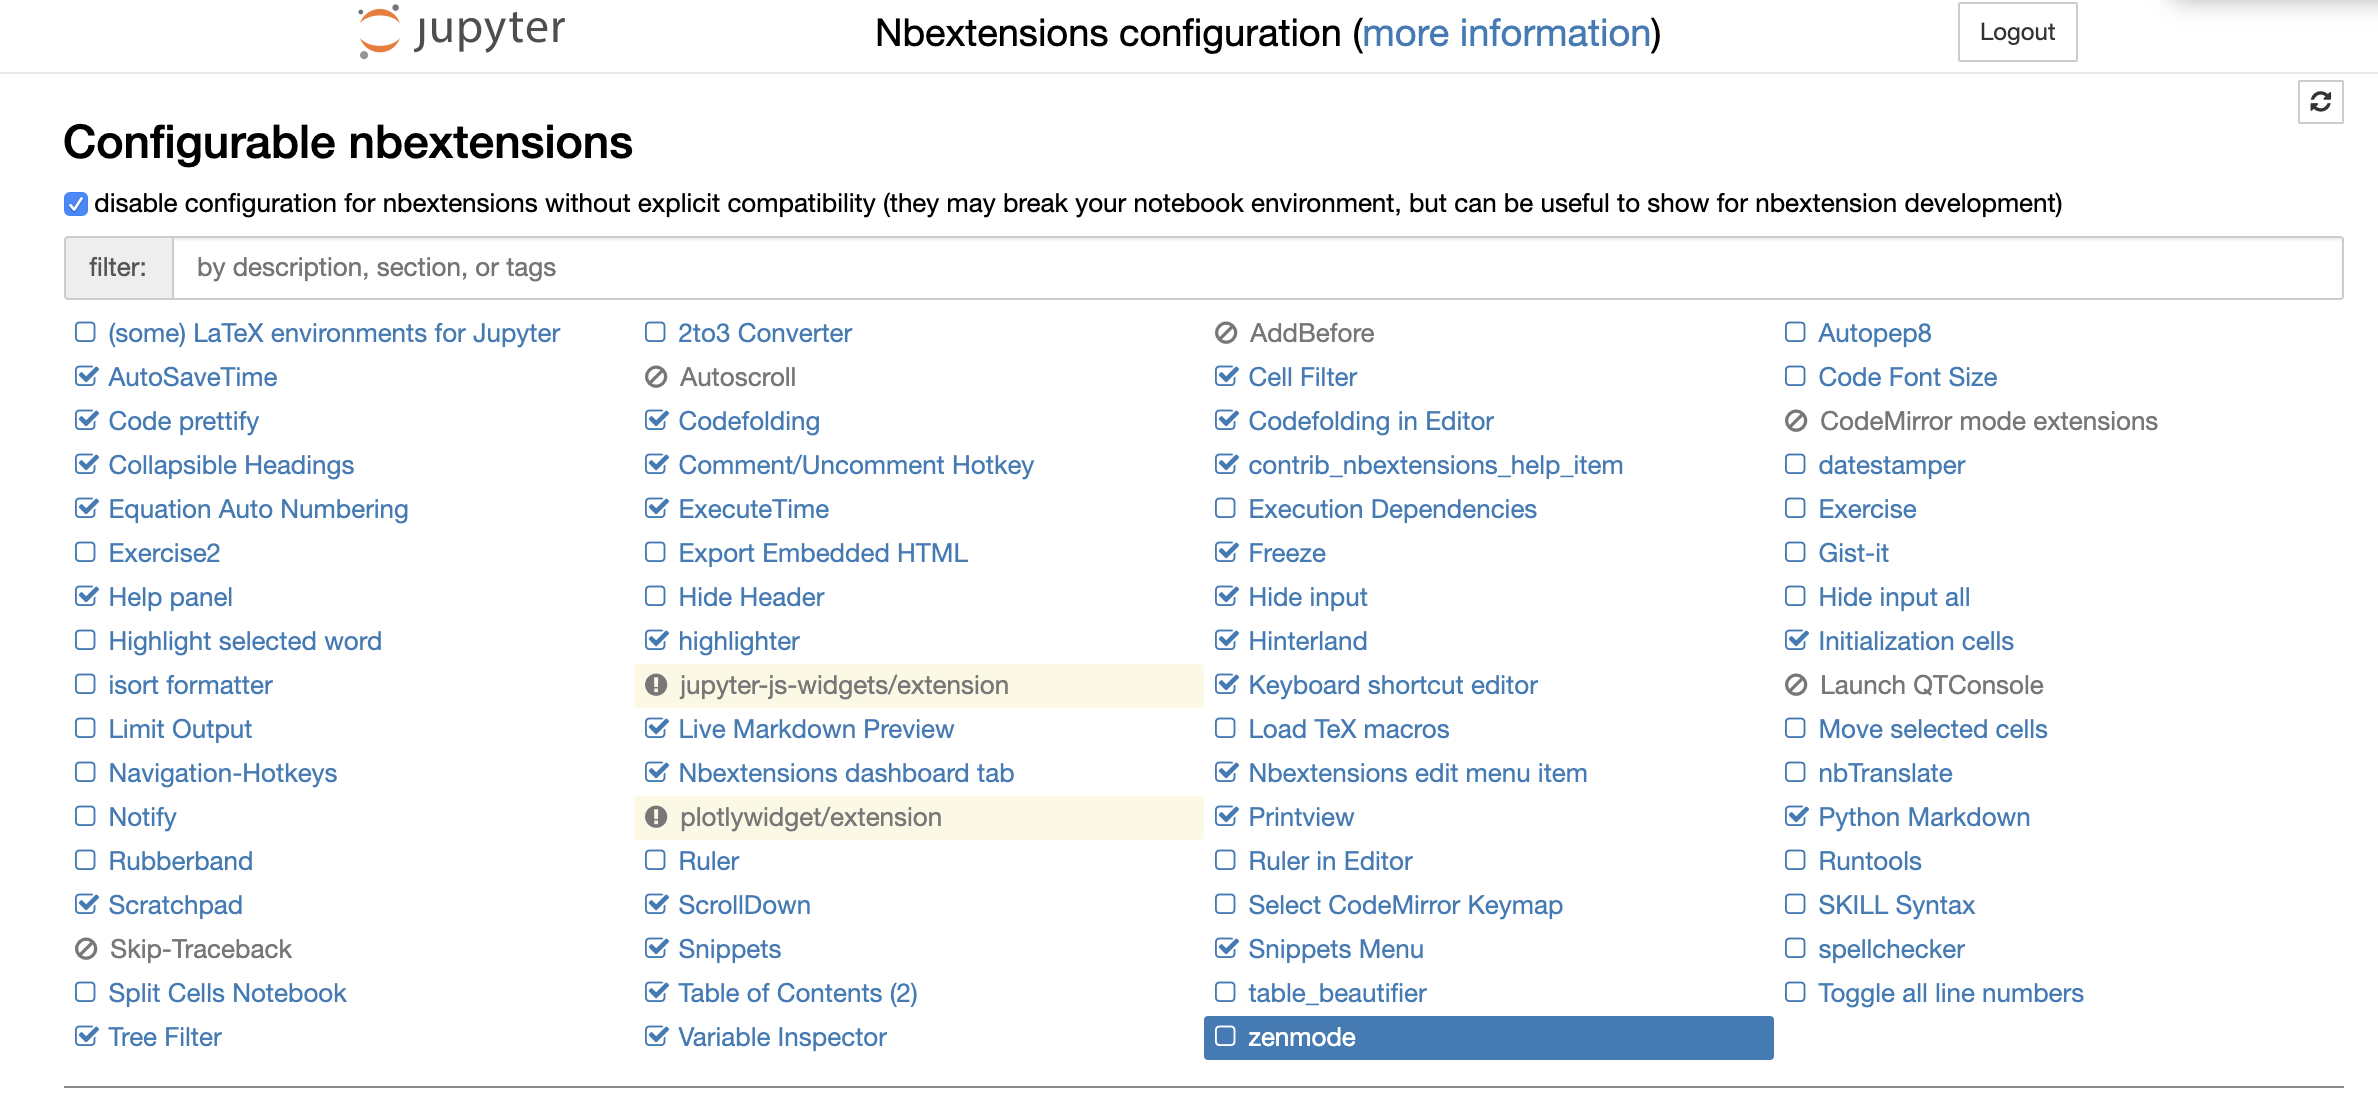 jupyter
Nbextensions configuration (more information)
Logout
Configurable nbextensions
disable configuration for nbextensions without explicit compatibility (they may break your notebook environment, but can be useful to show for nbextension development)
filter: by description, section, or tags
(some) LaTeX environments for Jupyter 2to3 Converter AddBefore Autopep8
AutoSaveTime Autoscroll Cell Filter Code Font Size
Code prettify Codefolding Codefolding in Editor CodeMirror mode extensions
Collapsible Headings Comment/Uncomment Hotkey contrib_nbextensions_help_item datestamper
Equation Auto Numbering ExecuteTime Execution Dependencies Exercise
Exercise2 Export Embedded HTML Freeze Gist-it
Help panel Hide Header Hide input Hide input all
Highlight selected word highlighter Hinterland Initialization cells
isort formatter jupyter-js-widgets/extension Keyboard shortcut editor Launch QTConsole
Limit Output Live Markdown Preview Load TeX macros Move selected cells
Navigation-Hotkeys Nbextensions dashboard tab Nbextensions edit menu item nbTranslate
Notify plotlywidget/extension Printview Python Markdown
Rubberband Ruler Ruler in Editor Runtools
Scratchpad ScrollDown Select CodeMirror Keymap SKILL Syntax
Skip-Traceback Snippets Snippets Menu spellchecker
Split Cells Notebook Table of Contents (2) table_beautifier Toggle all line numbers
Tree Filter Variable Inspector zenmode